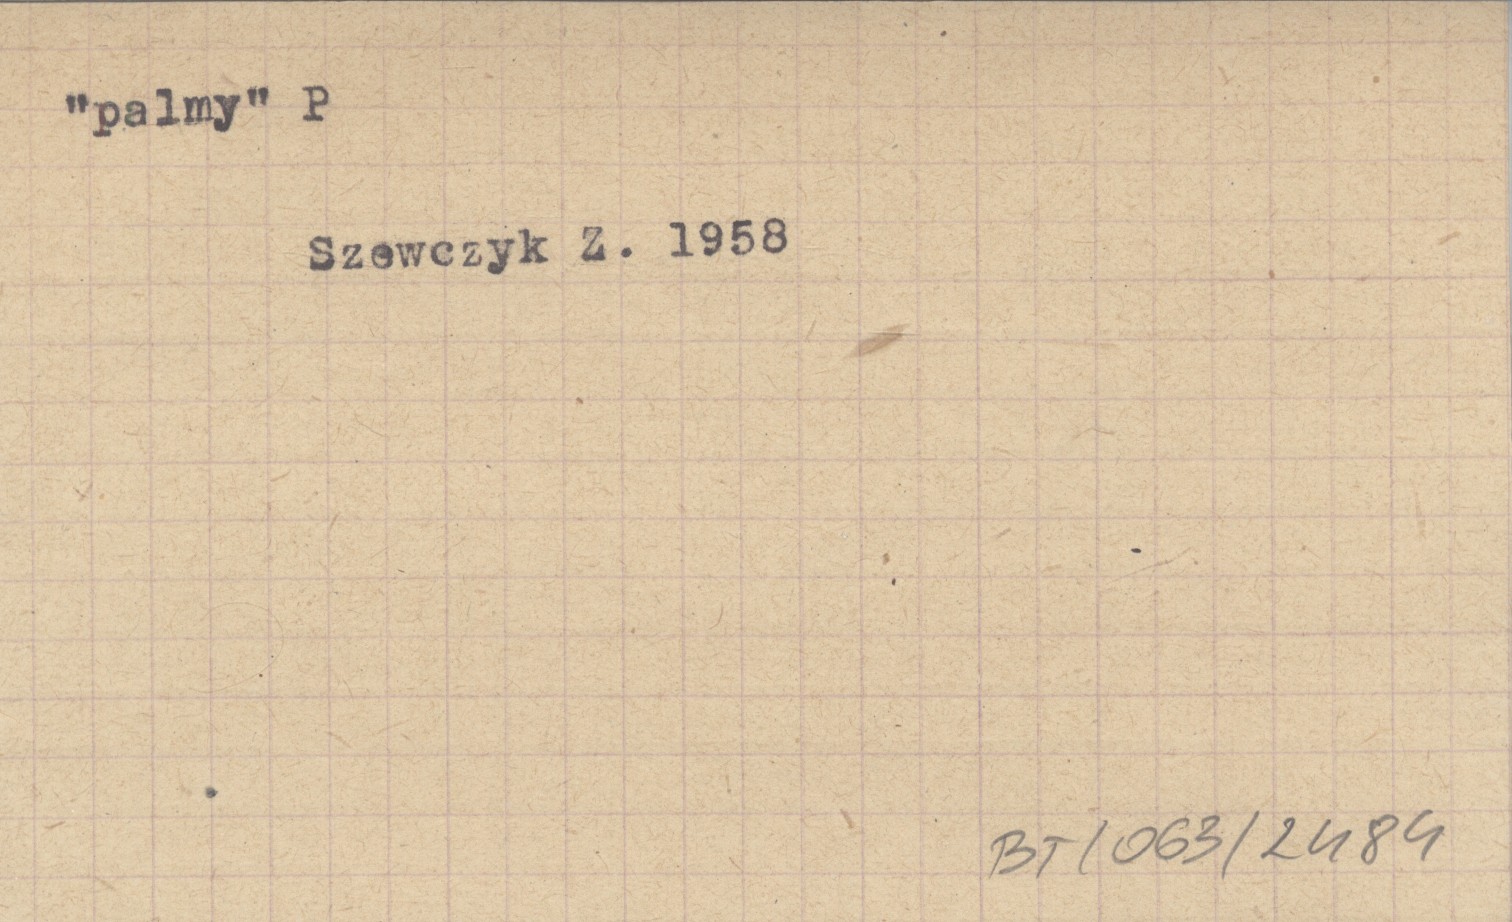 "palmy" P
Szewczyk Z. 1958
BT/063/2484